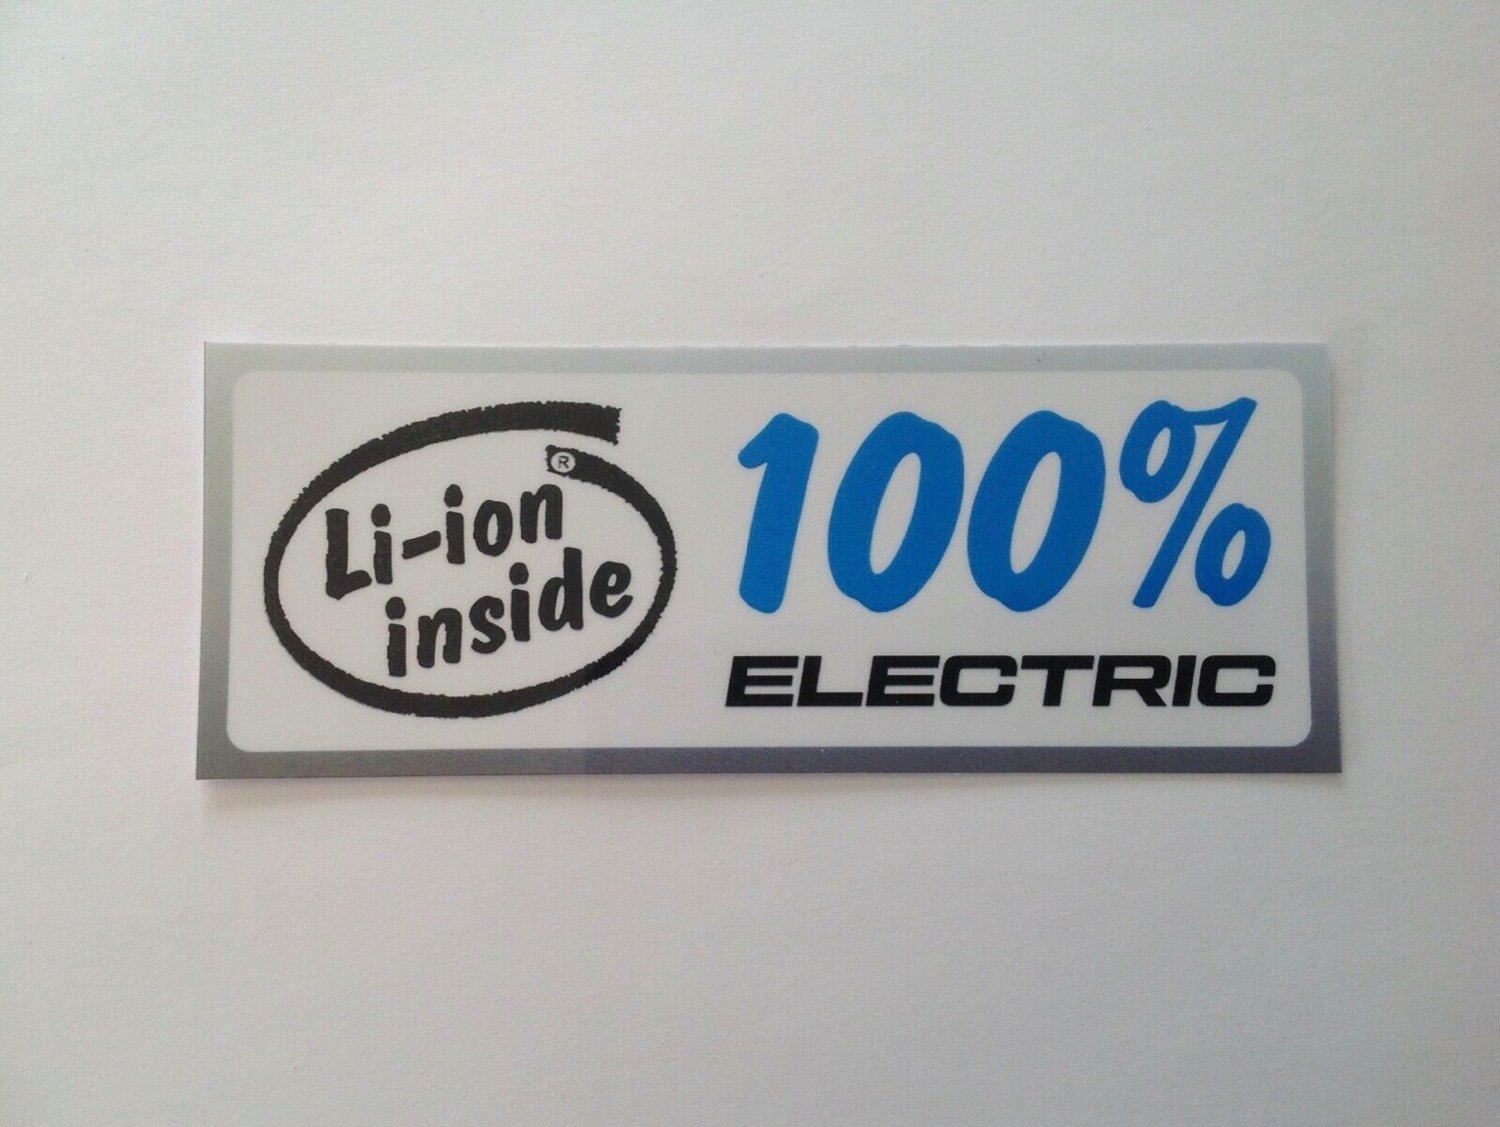 Li-ion®
inside
100%
ELECTRIC